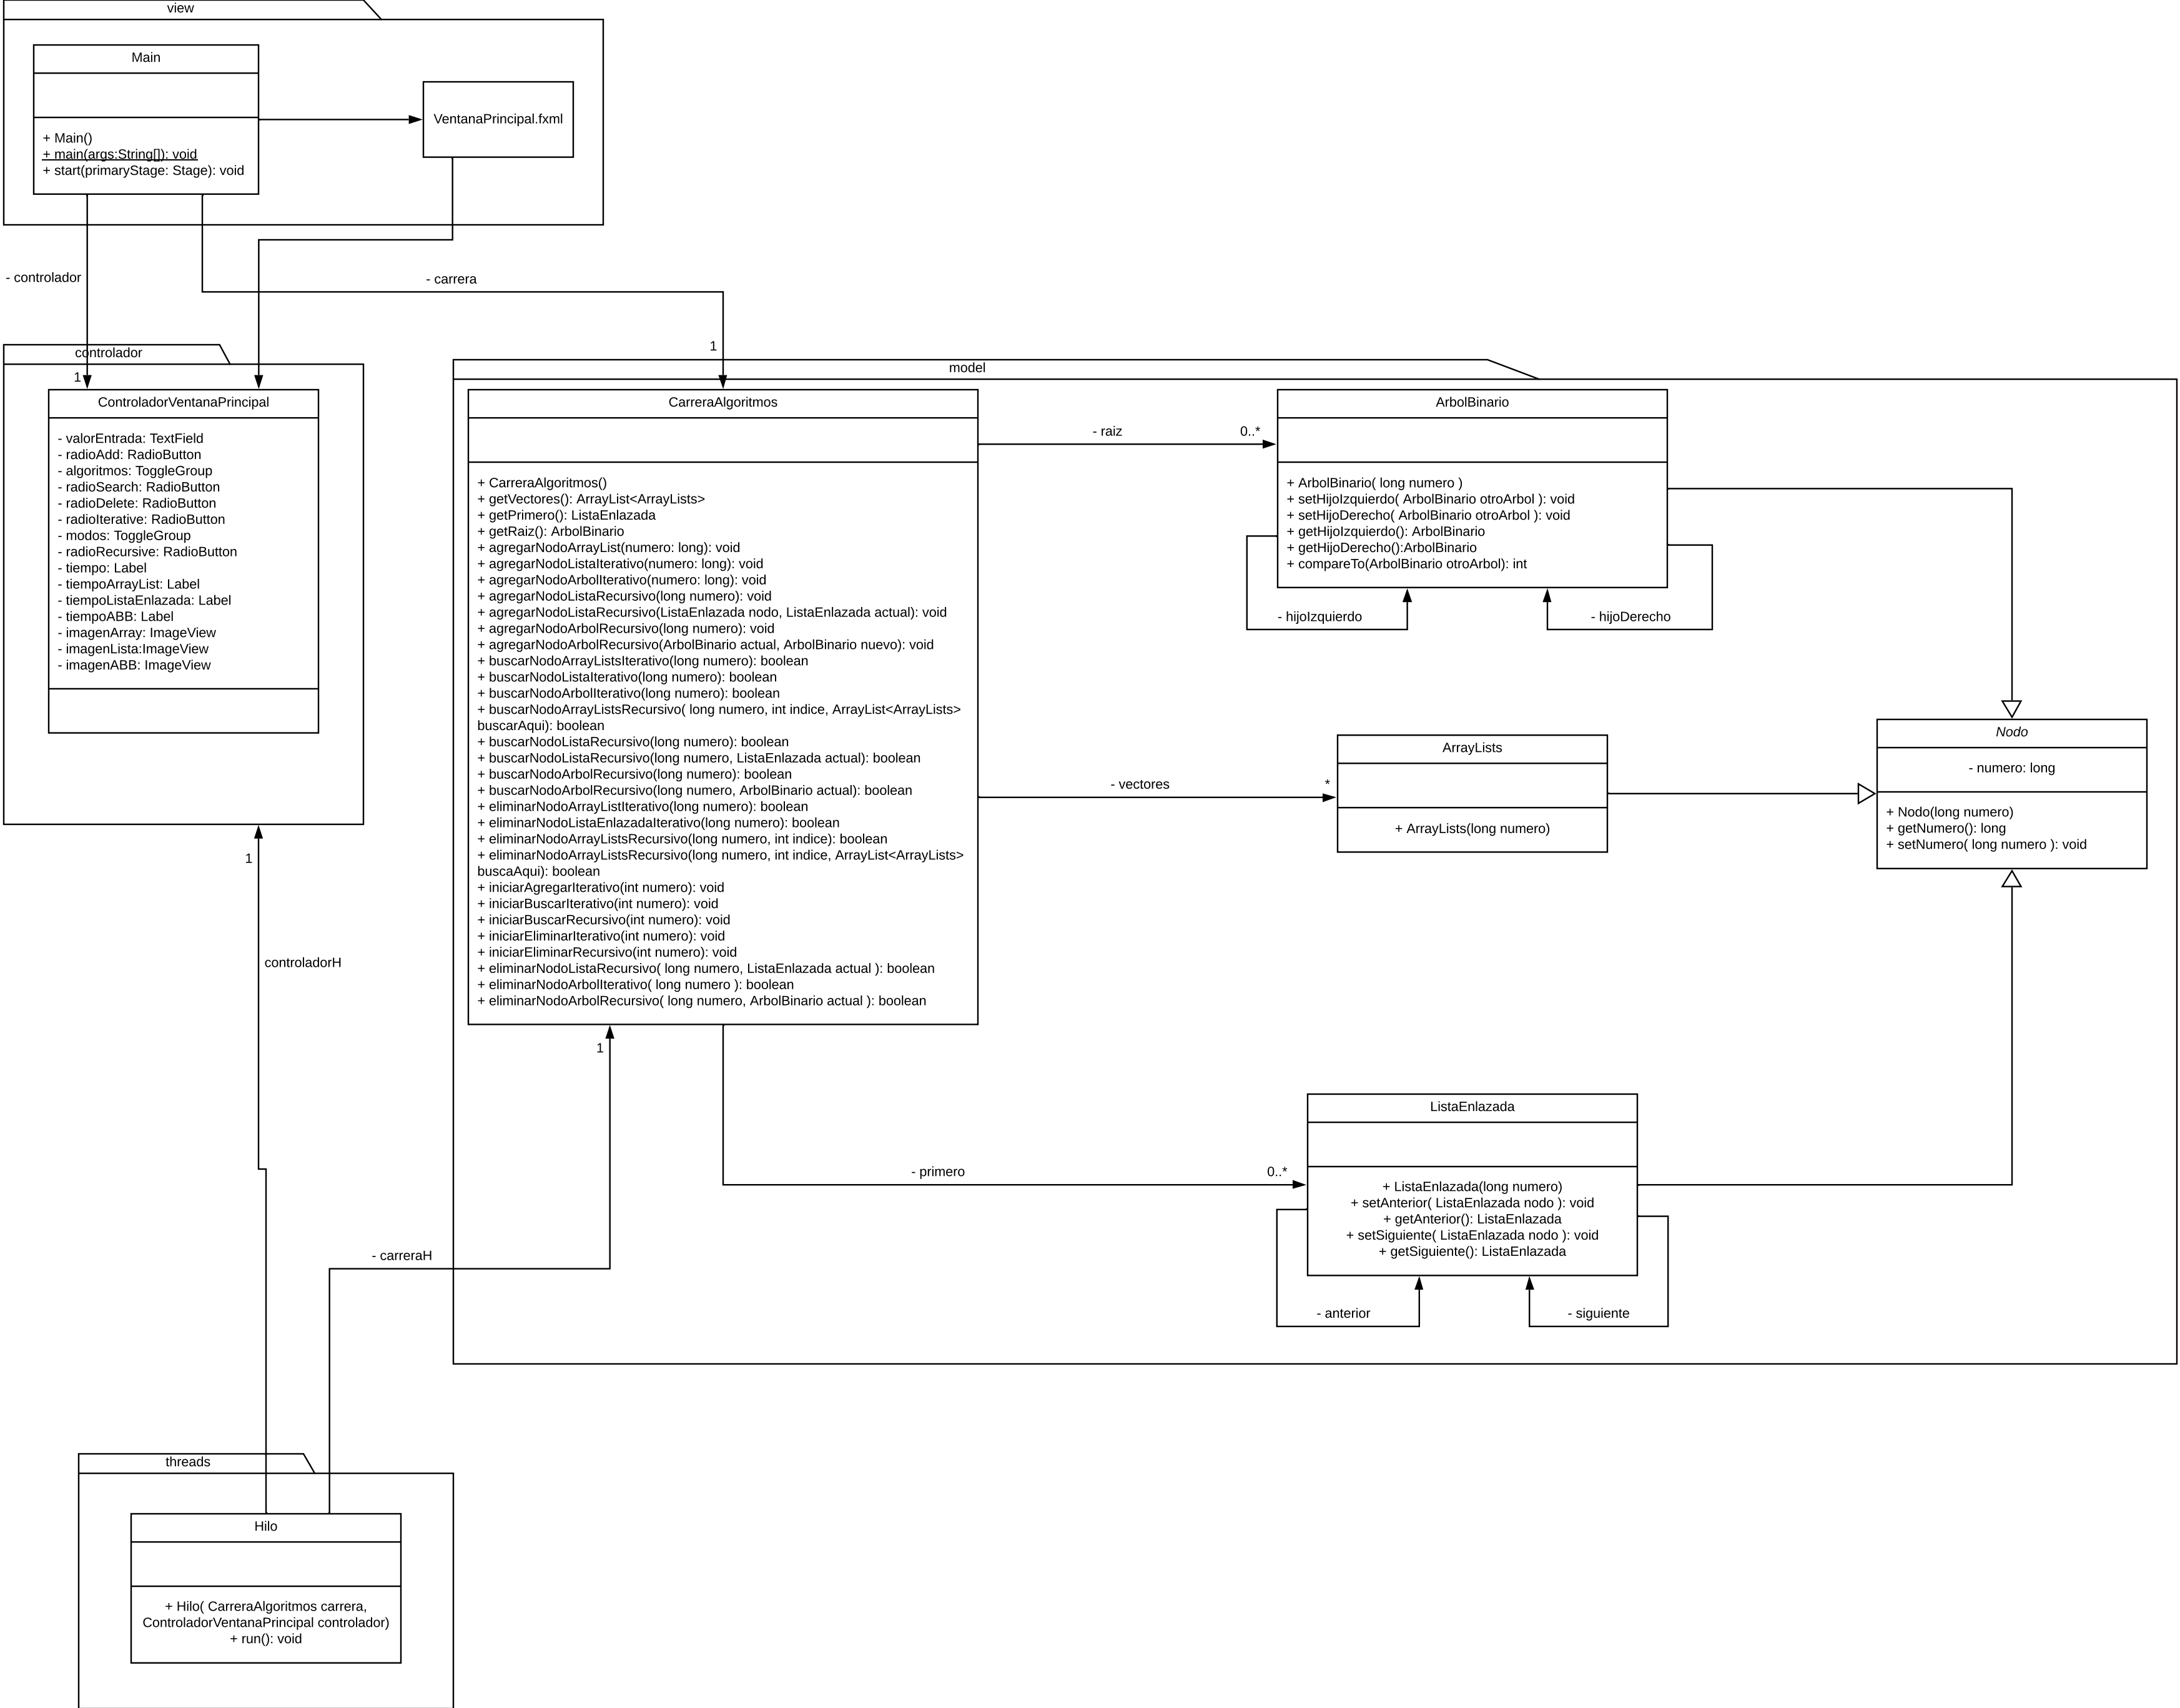 view
Main
+ Main()
+ main(args:String[]): void
+ start(primaryStage: Stage): void
VentanaPrincipal.fxml
- controlador
- carrera
1
controlador
1
ControladorVentanaPrincipal
- valorEntrada: TextField
- radioAdd: RadioButton
- algoritmos: ToggleGroup
- radioSearch: RadioButton
- radioDelete: RadioButton
- radioIterative: RadioButton
- modos: ToggleGroup
- radioRecursive: RadioButton
- tiempo: Label
- tiempoArrayList: Label
- tiempoListaEnlazada: Label
- tiempoABB: Label
- imagenArray: ImageView
- imagenLista:ImageView
- imagenABB: ImageView
1
controladorH
model
CarreraAlgoritmos
+ CarreraAlgoritmos()
+ getVectores(): ArrayList<ArrayLists>
+ getPrimero(): ListaEnlazada
+ getRaiz(): ArbolBinario
+ agregarNodoArrayList(numero: long): void
+ agregarNodoListaIterativo(numero: long): void
+ agregarNodoArbolIterativo(numero: long): void
+ agregarNodoListaRecursivo(long numero): void
+ agregarNodoListaRecursivo(ListaEnlazada nodo, ListaEnlazada actual): void
+ agregarNodoArbolRecursivo(long numero): void
+ agregarNodoArbolRecursivo(ArbolBinario actual, ArbolBinario nuevo): void
+ buscarNodoArrayListsIterativo(long numero): boolean
+ buscarNodoListaIterativo(long numero): boolean
+ buscarNodoArbolIterativo(long numero): boolean
+ buscarNodoArrayListsRecursivo( long numero, int indice, ArrayList<ArrayLists>
buscarAqui): boolean
+ buscarNodoListaRecursivo(long numero): boolean
+ buscarNodoListaRecursivo(long numero, ListaEnlazada actual): boolean
+ buscarNodoArbolRecursivo(long numero): boolean
+ buscarNodoArbolRecursivo(long numero, ArbolBinario actual): boolean
+ eliminarNodoArrayListIterativo(long numero): boolean
+ eliminarNodoListaEnlazadaIterativo(long numero): boolean
+ eliminarNodoArrayListsRecursivo(long numero, int indice): boolean
+ eliminarNodoArrayListsRecursivo(long numero, int indice, ArrayList<ArrayLists>
buscaAqui): boolean
+ iniciarAgregarIterativo(int numero): void
+ iniciarBuscarIterativo(int numero): void
+ iniciarBuscarRecursivo(int numero): void
+ iniciarEliminarIterativo(int numero): void
+ iniciarEliminarRecursivo(int numero): void
+ eliminarNodoListaRecursivo( long numero, ListaEnlazada actual ): boolean
+ eliminarNodoArbolIterativo( long numero ): boolean
+ eliminarNodoArbolRecursivo( long numero, ArbolBinario actual ): boolean
- raiz
0..*
ArbolBinario
+ ArbolBinario( long numero )
+ setHijoIzquierdo( ArbolBinario otroArbol ): void
+ setHijoDerecho( ArbolBinario otroArbol ): void
+ getHijoIzquierdo(): ArbolBinario
+ getHijoDerecho():ArbolBinario
+ compareTo(ArbolBinario otroArbol): int
- hijoIzquierdo
- hijoDerecho
- vectores
*
ArrayLists
+ ArrayLists(long numero)
Nodo
- numero: long
+ Nodo(long numero)
+ getNumero(): long
+ setNumero( long numero ): void
1
- primero
0..*
ListaEnlazada
+ ListaEnlazada(long numero)
+ setAnterior( ListaEnlazada nodo ): void
+ getAnterior(): ListaEnlazada
+ setSiguiente( ListaEnlazada nodo ): void
+ getSiguiente(): ListaEnlazada
- anterior
- siguiente
- carreraH
threads
Hilo
+ Hilo( CarreraAlgoritmos carrera,
ControladorVentanaPrincipal controlador)
+ run(): void